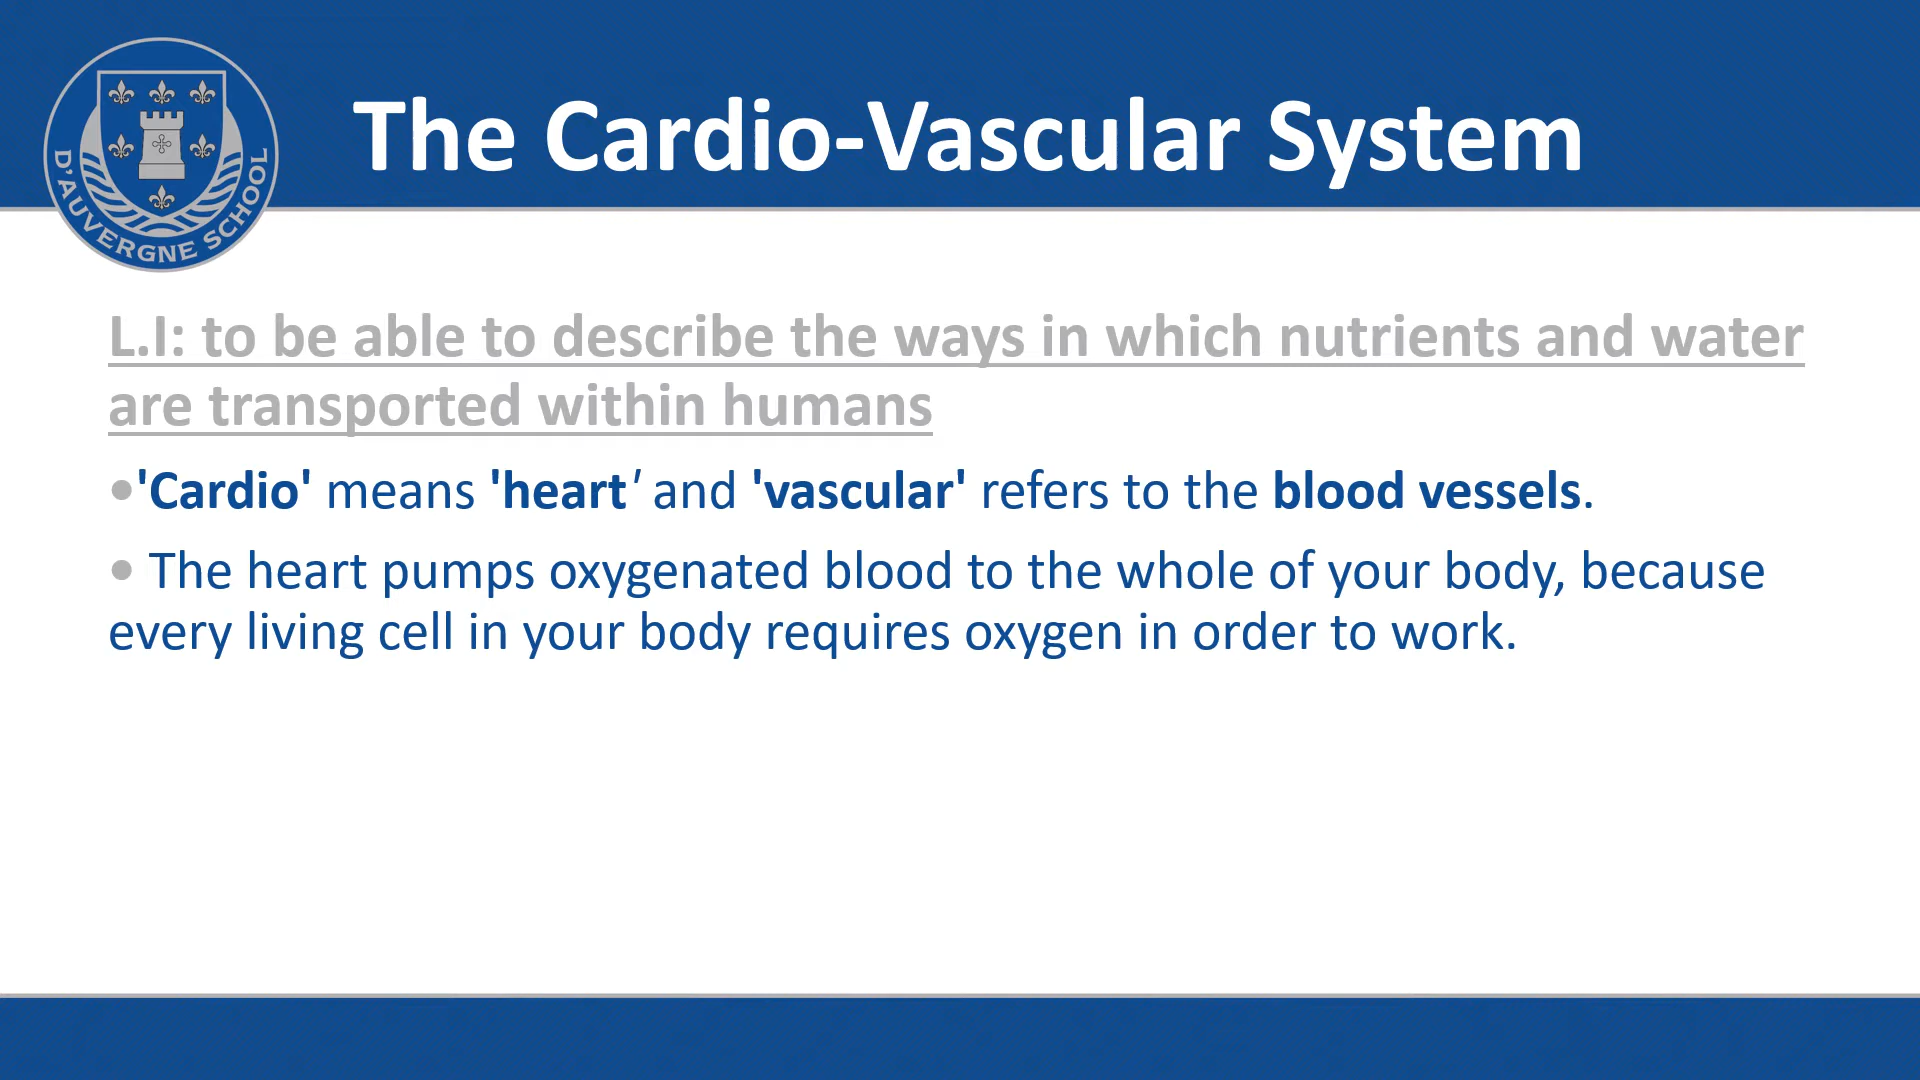 The Cardio-Vascular System
D'AUVERGNE SCHOOL
L.I: to be able to describe the ways in which nutrients and water
are transported within humans
•'Cardio' means 'heart' and 'vascular' refers to the blood vessels.
• The heart pumps oxygenated blood to the whole of your body, because
every living cell in your body requires oxygen in order to work.